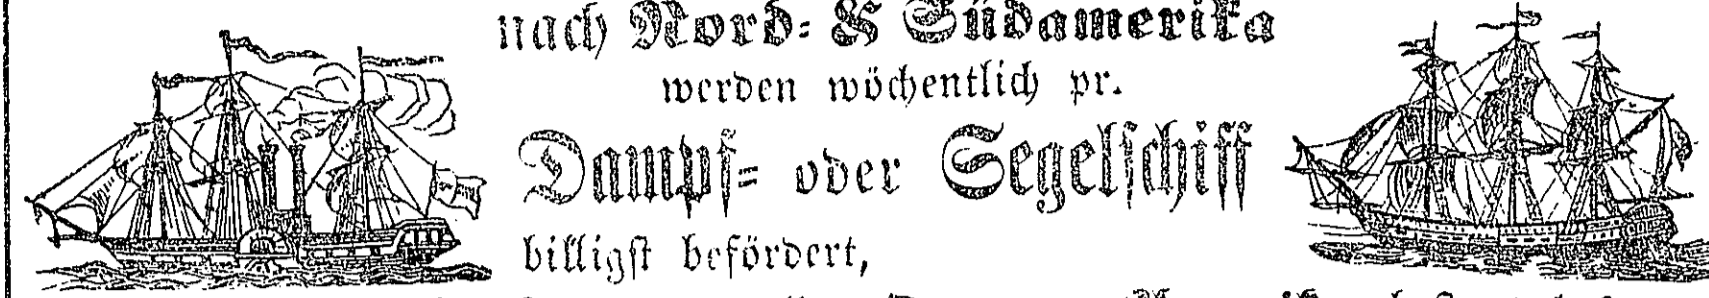 nach Nord- & Südamerika
werden wöchentlich pr.
Dampf- oder Segelschiff
billigst befördert,